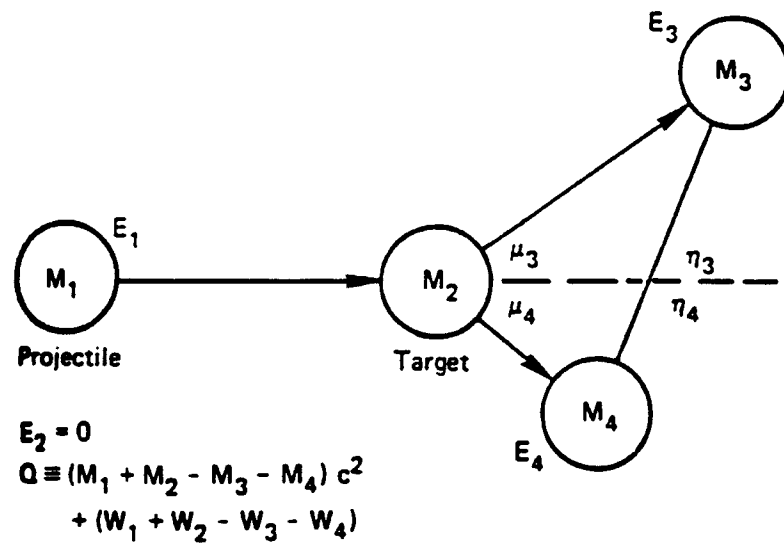 E₃
M₃
E₁
M₁
M₂
μ₃
η₃
μ₄
η₄
Projectile
Target
M₄
E₄
E₂ = 0
Q ≡ (M₁ + M₂ - M₃ - M₄) c²
+ (W₁ + W₂ - W₃ - W₄)